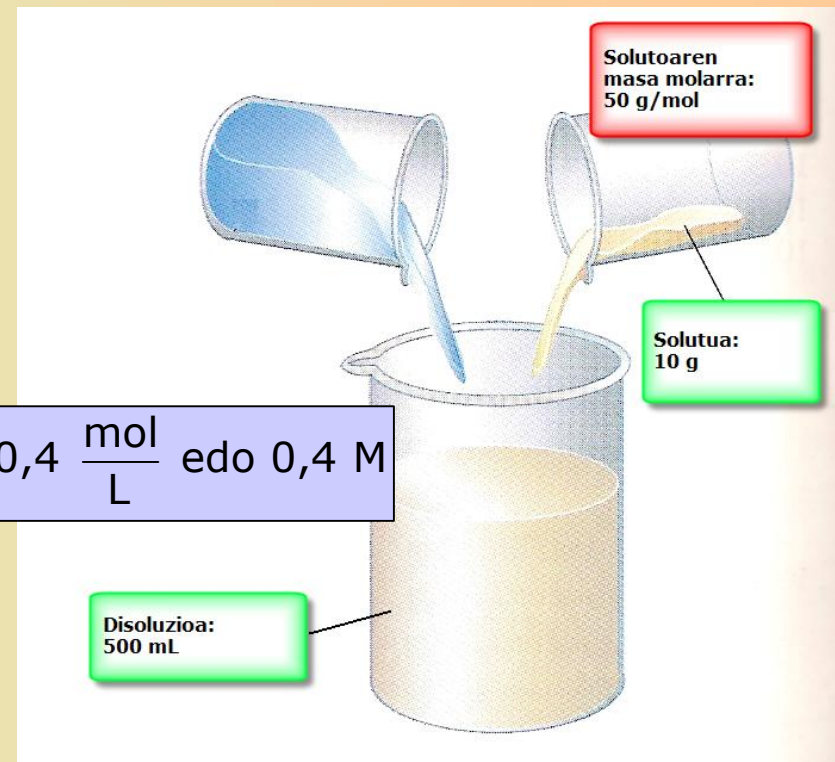 Solutoaren
masa molarra:
50 g/mol
Solutua:
10 g
0,4 mol/L edo 0,4 M
Disoluzioa:
500 mL